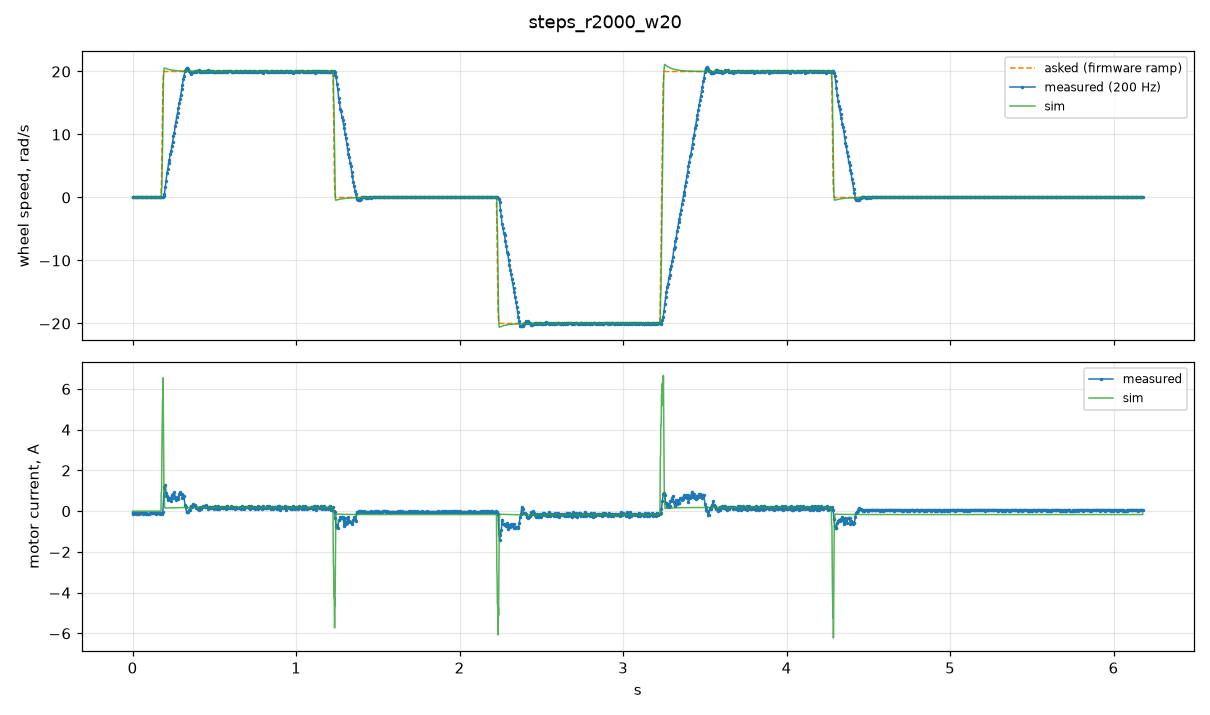 steps_r2000_w20
wheel speed, rad/s
20
10
0
−10
−20
asked (firmware ramp)
measured (200 Hz)
sim
motor current, A
6
4
2
0
−2
−4
−6
measured
sim
0 1 2 3 4 5 6
s